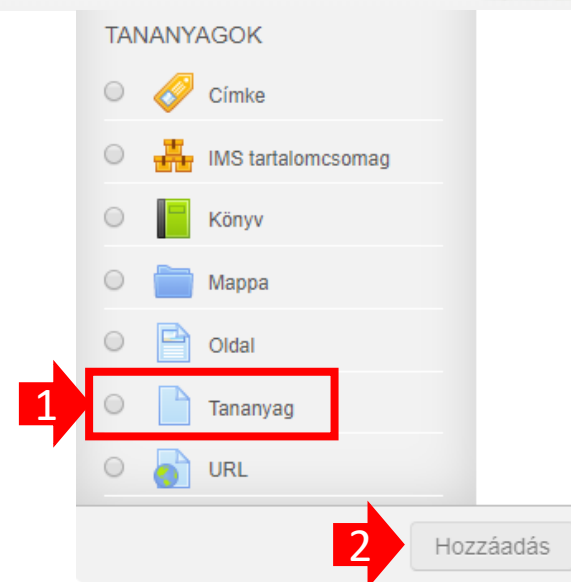 TANANYAGOK
Címke
IMS tartalomcsomag
Könyv
Mappa
Oldal
1 Tananyag
URL
2 Hozzáadás